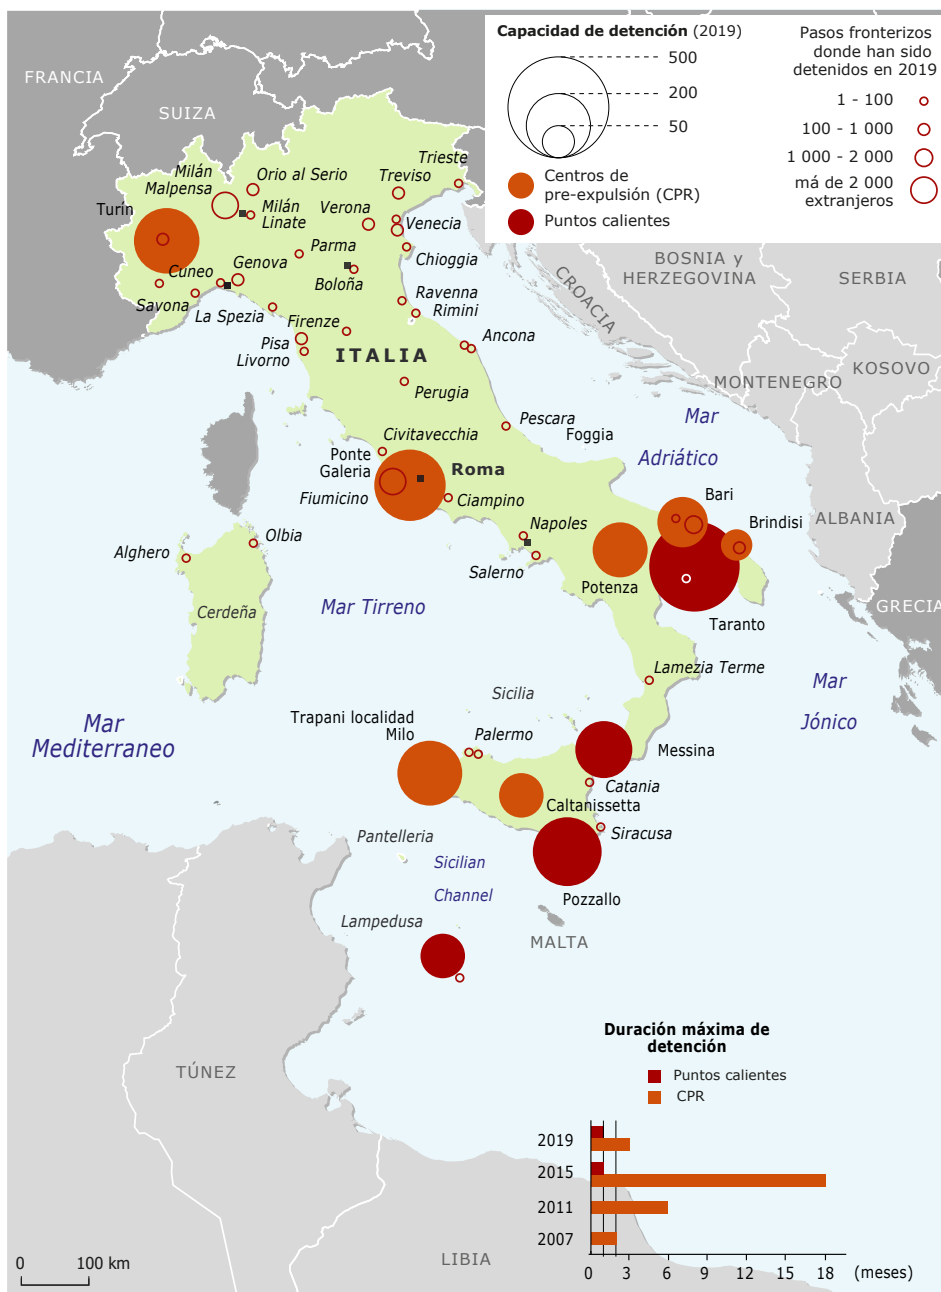 Capacidad de detención (2019)
500
200
50
Centros de
pre-expulsión (CPR)
Puntos calientes
Pasos fronterizos
donde han sido
detenidos en 2019
1 - 100
100 - 1 000
1 000 - 2 000
má de 2 000
extranjeros
FRANCIA
SUIZA
Trieste
Milán
Malpensa
Orio al Serio
Treviso
Turín
Milán
Linate
Verona
Venecia
Parma
Chioggia
Cuneo
Genova
Boloña
Savona
La Spezia
Ravenna
Rimini
Firenze
Pisa
Livorno
Ancona
ITALIA
Perugia
Pescara
Foggia
Civitavecchia
Ponte
Galeria
Roma
Fiumicino
Ciampino
BOSNIA y
HERZEGOVINA
SERBIA
CROACIA
KOSOVO
MONTENEGRO
Mar
Adriático
Bari
Brindisi
ALBANIA
Napoles
Salerno
Potenza
Taranto
GRECIA
Olbia
Alghero
Cerdeña
Mar Tirreno
Lamezia Terme
Mar
Jónico
Mar
Mediterraneo
Sicilia
Trapani localidad
Milo
Palermo
Messina
Catania
Caltanissetta
Siracusa
Pantelleria
Sicilian
Channel
Pozzallo
Lampedusa
MALTA
TÚNEZ
LIBIA
0
100 km
Duración máxima de
detención
Puntos calientes
CPR
2019
2015
2011
2007
0
3
6
9
12
15
18
(meses)